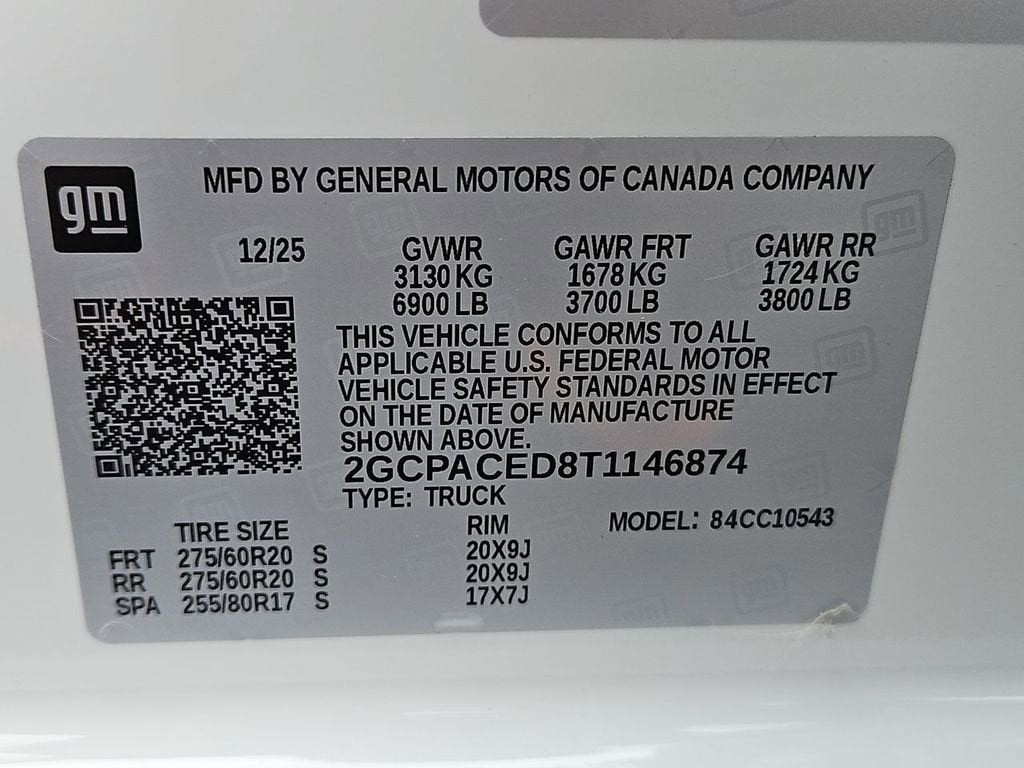 gm
MFD BY GENERAL MOTORS OF CANADA COMPANY
12/25 GVWR GAWR FRT GAWR RR
3130 KG 1678 KG 1724 KG
6900 LB 3700 LB 3800 LB
THIS VEHICLE CONFORMS TO ALL
APPLICABLE U.S. FEDERAL MOTOR
VEHICLE SAFETY STANDARDS IN EFFECT
ON THE DATE OF MANUFACTURE
SHOWN ABOVE.
2GCPACED8T1146874
TYPE: TRUCK
TIRE SIZE RIM MODEL: 84CC10543
FRT 275/60R20 S 20X9J
RR 275/60R20 S 20X9J
SPA 255/80R17 S 17X7J